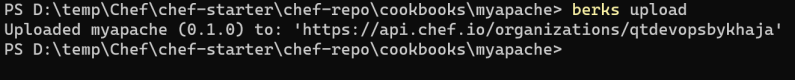 PS D:\temp\Chef\chef-starter\chef-repo\cookbooks\myapache> berks upload
Uploaded myapache (0.1.0) to: 'https://api.chef.io/organizations/qtdevopsbykhaja'
PS D:\temp\Chef\chef-starter\chef-repo\cookbooks\myapache>